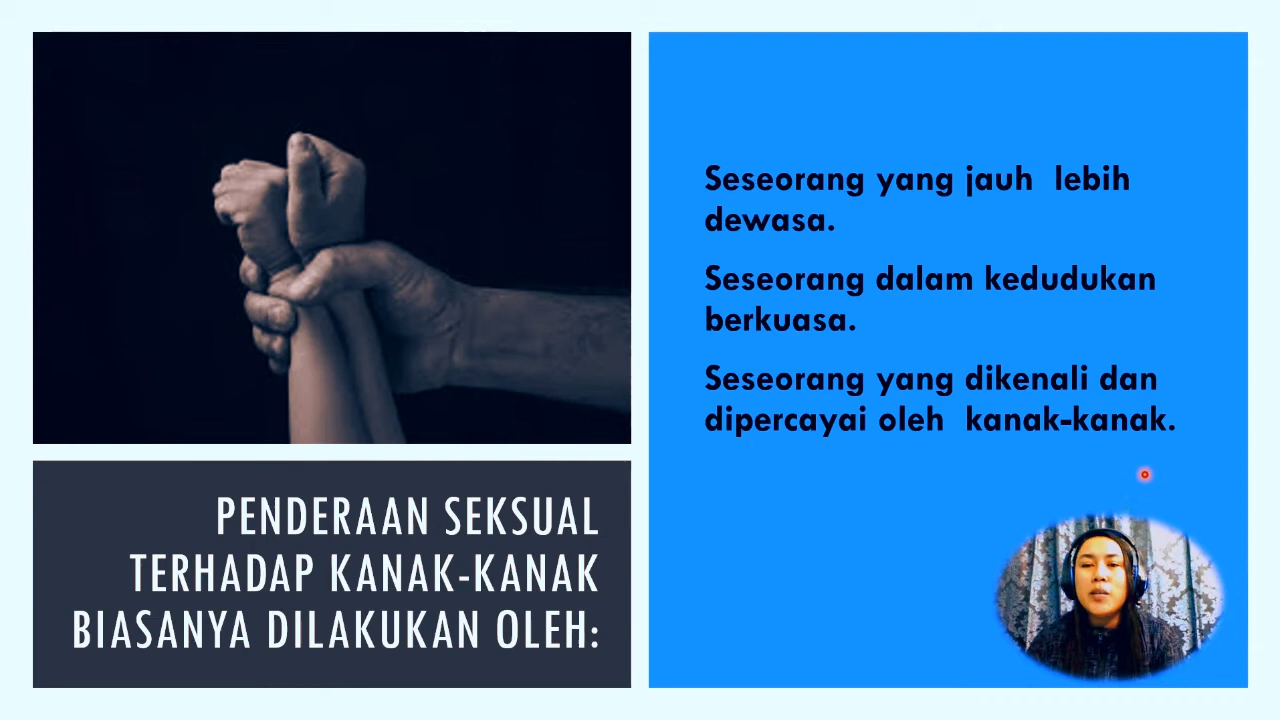 PENDERAAN SEKSUAL
TERHADAP KANAK-KANAK
BIASANYA DILAKUKAN OLEH:
Seseorang yang jauh lebih
dewasa.
Seseorang dalam kedudukan
berkuasa.
Seseorang yang dikenali dan
dipercayai oleh kanak-kanak.